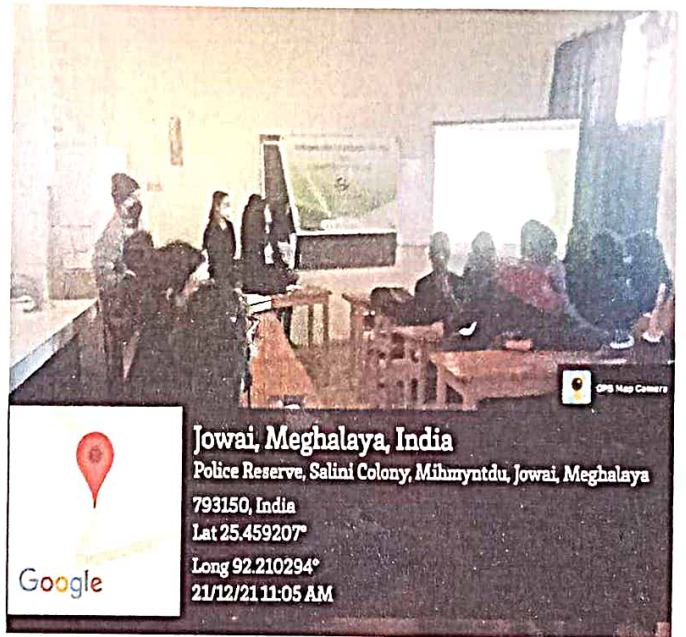 GPS Map Camera
Jowai, Meghalaya, India
Police Reserve, Salini Colony, Mihmyntdu, Jowai, Meghalaya
793150, India
Lat 25.459207°
Long 92.210294°
21/12/21 11:05 AM
Google